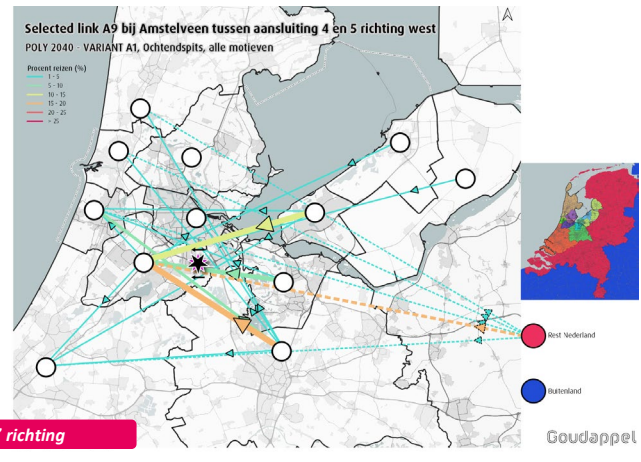 Selected link A9 bij Amstelveen tussen aansluiting 4 en 5 richting west
POLY 2040 - VARIANT A1, Ochtendspits, alle motieven
Procent reizen (%)
1 - 5
5 - 10
10 - 15
15 - 20
20 - 25
> 25
Rest Nederland
Buitenland
richting
Goudappel